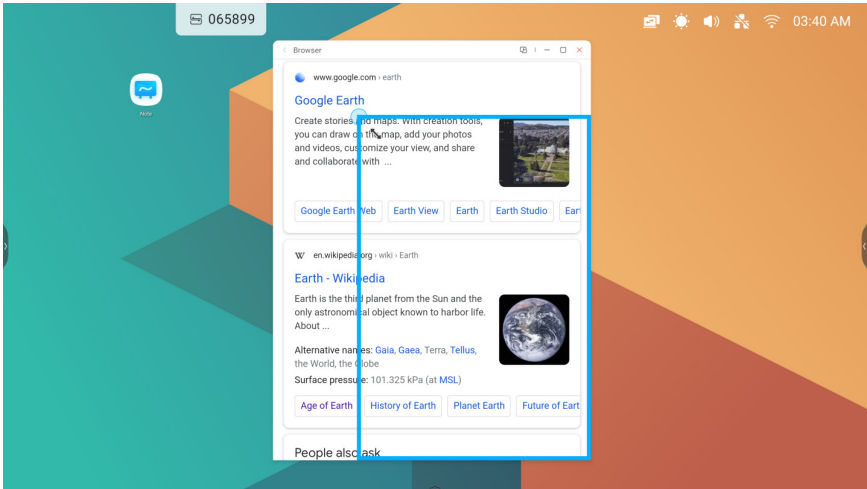 065899
03:40 AM
Note
Browser
www.google.com › earth
Google Earth
Create stories and maps. With creation tools,
you can draw on the map, add your photos
and videos, customize your view, and share
and collaborate with ...
Google Earth Web Earth View Earth Earth Studio Eart
W en.wikipedia.org › wiki › Earth
Earth - Wikipedia
Earth is the third planet from the Sun and the
only astronomical object known to harbor life.
About ...
Alternative names: Gaia, Gaea, Terra, Tellus,
the World, the Globe
Surface pressure: 101.325 kPa (at MSL)
Age of Earth History of Earth Planet Earth Future of Eart
People also ask